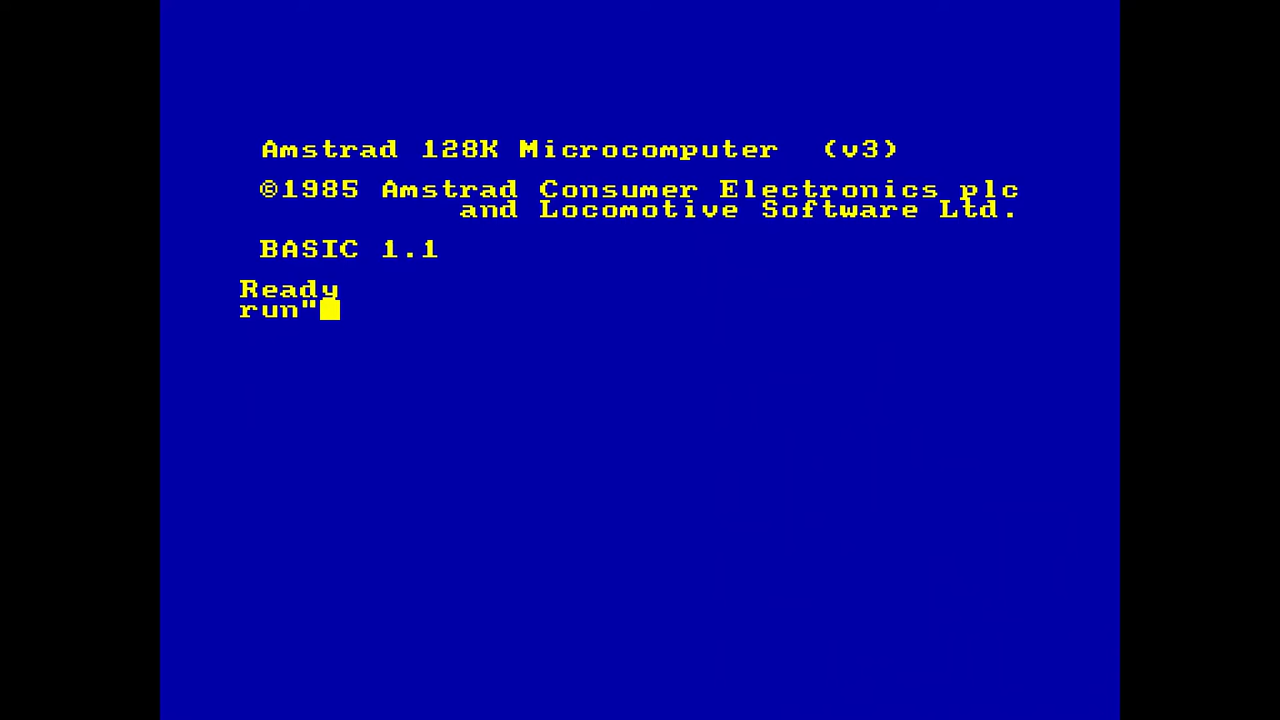 Amstrad 128K Microcomputer (v3)
©1985 Amstrad Consumer Electronics plc
and Locomotive Software Ltd.
BASIC 1.1
Ready
run"